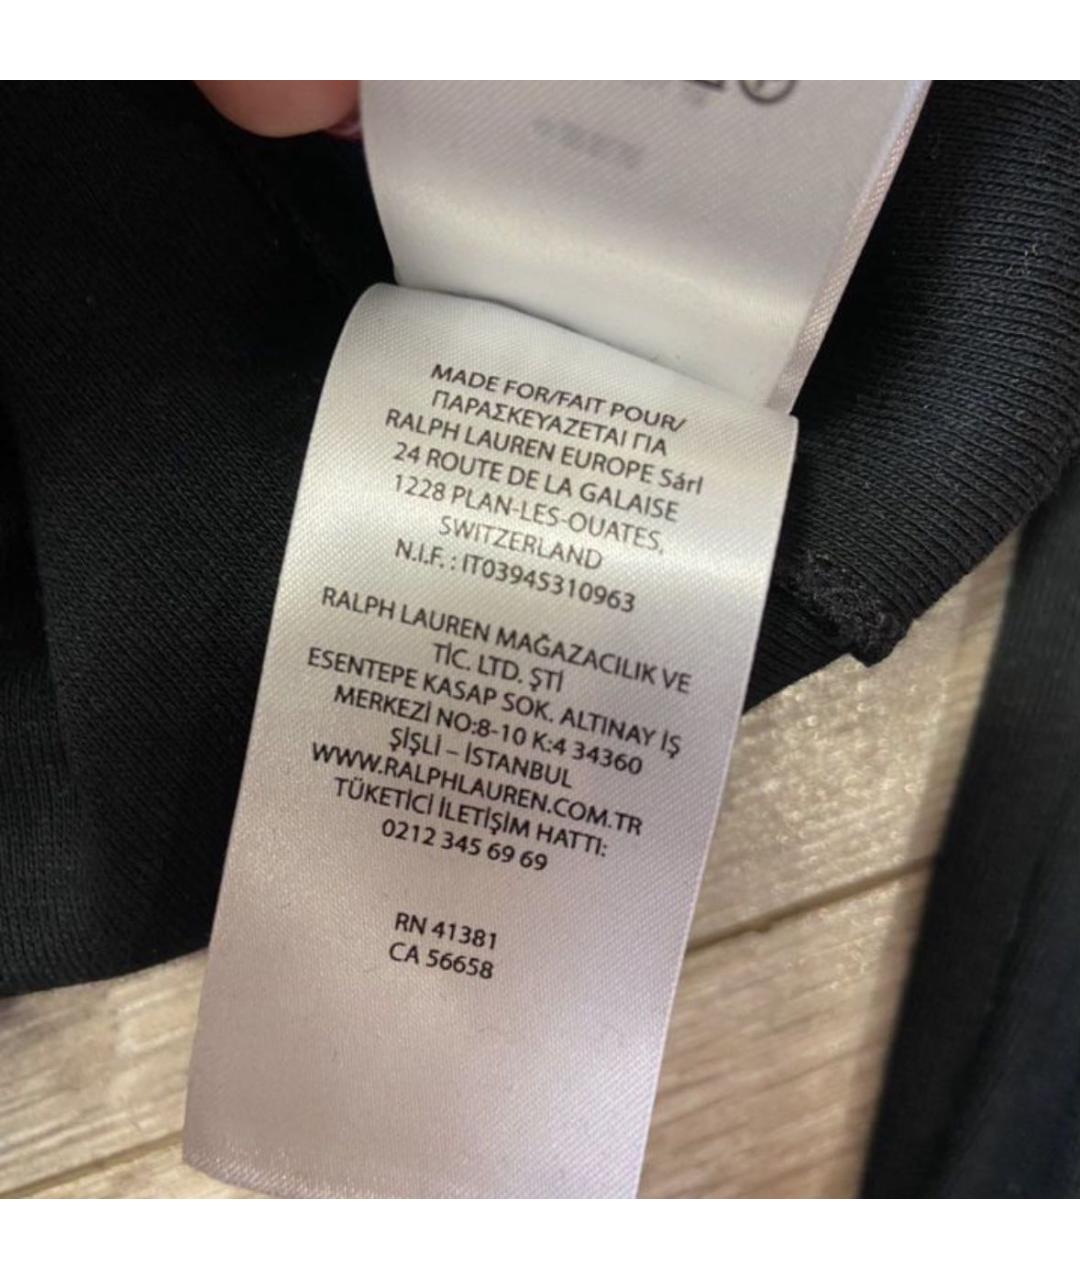 MADE FOR/FAIT POUR/
ΠΑΡΑΣΚΕΥΑΖΕΤΑΙ ΓΙΑ
RALPH LAUREN EUROPE Sárl
24 ROUTE DE LA GALAISE
1228 PLAN-LES-OUATES,
SWITZERLAND
N.I.F. : IT03945310963
RALPH LAUREN MAĞAZACILIK VE
TİC. LTD. ŞTİ
ESENTEPE KASAP SOK. ALTINAY İŞ
MERKEZİ NO:8-10 K:4 34360
ŞİŞLİ – İSTANBUL
WWW.RALPHLAUREN.COM.TR
TÜKETİCİ İLETİŞİM HATTI:
0212 345 69 69
RN 41381
CA 56658